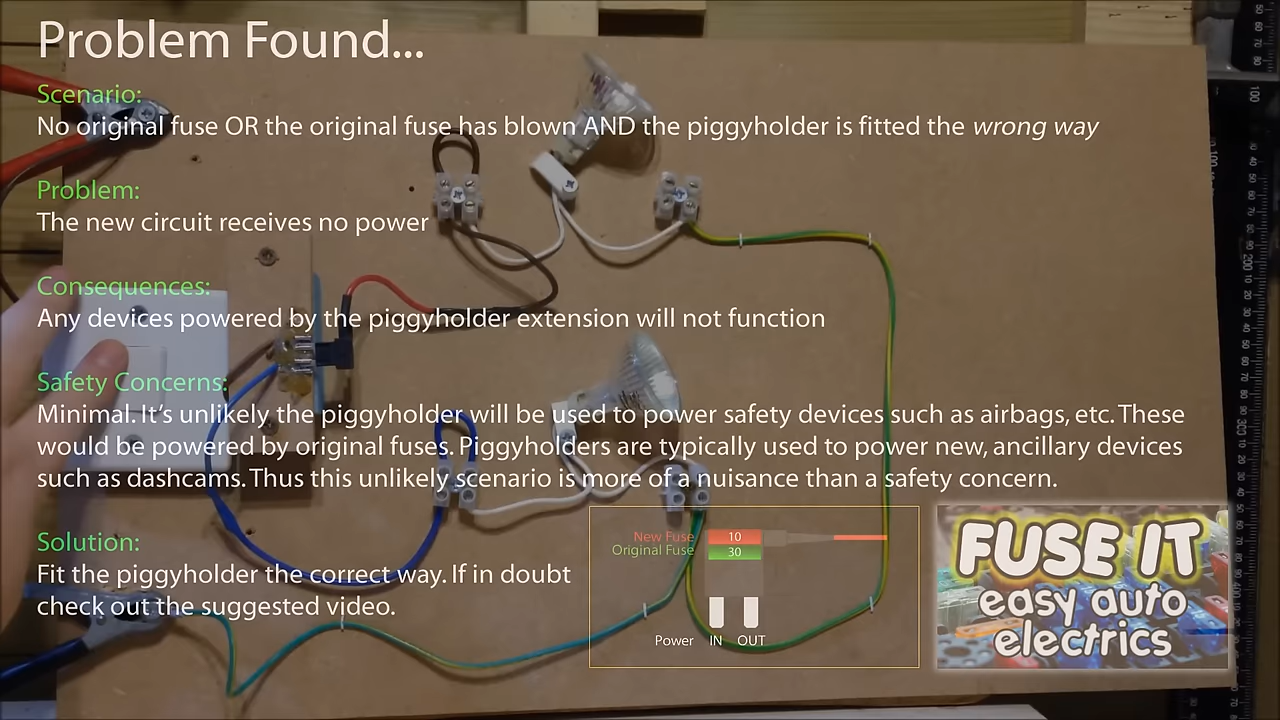 Problem Found...
Scenario:
No original fuse OR the original fuse has blown AND the piggyholder is fitted the wrong way
Problem:
The new circuit receives no power
Consequences:
Any devices powered by the piggyholder extension will not function
Safety Concerns:
Minimal. It's unlikely the piggyholder will be used to power safety devices such as airbags, etc. These
would be powered by original fuses. Piggyholders are typically used to power new, ancillary devices
such as dashcams. Thus this unlikely scenario is more of a nuisance than a safety concern.
Solution:
Fit the piggyholder the correct way. If in doubt
check out the suggested video.
New Fuse 10
Original Fuse 30
Power IN OUT
FUSE IT
easy auto
electrics